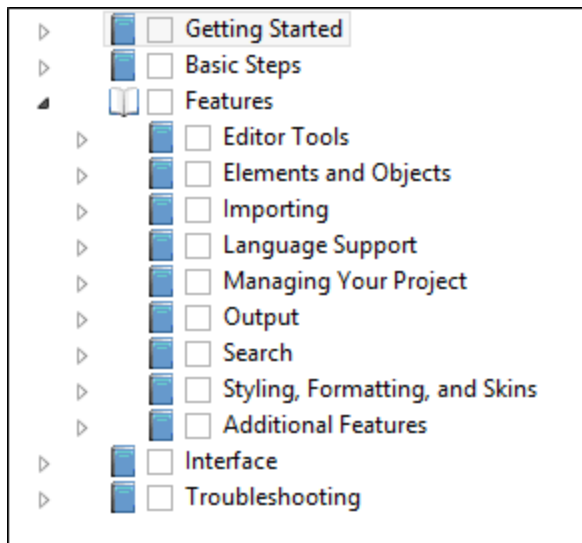 Getting Started
Basic Steps
Features
Editor Tools
Elements and Objects
Importing
Language Support
Managing Your Project
Output
Search
Styling, Formatting, and Skins
Additional Features
Interface
Troubleshooting